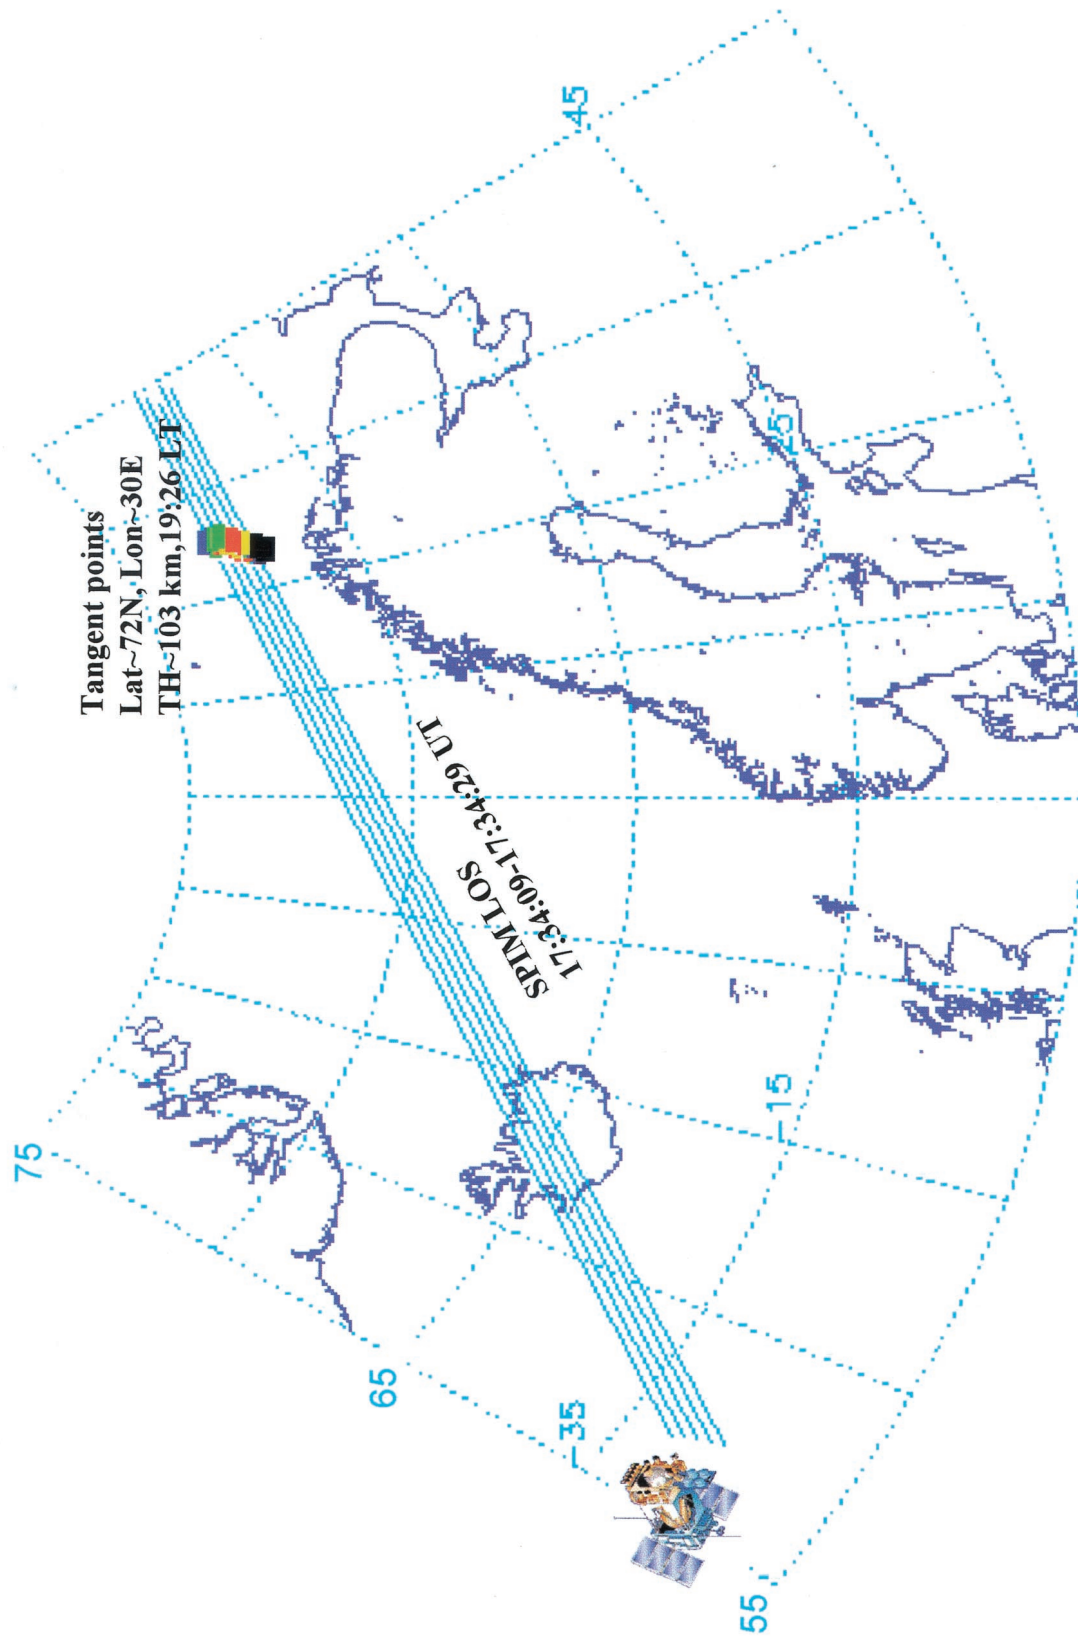 Tangent points
Lat~72N, Lon~30E
TH~103 km,19:26 LT
SPIM LOS
17:34:09-17:34:29 UT
75
65
55
-35
-15
25
45